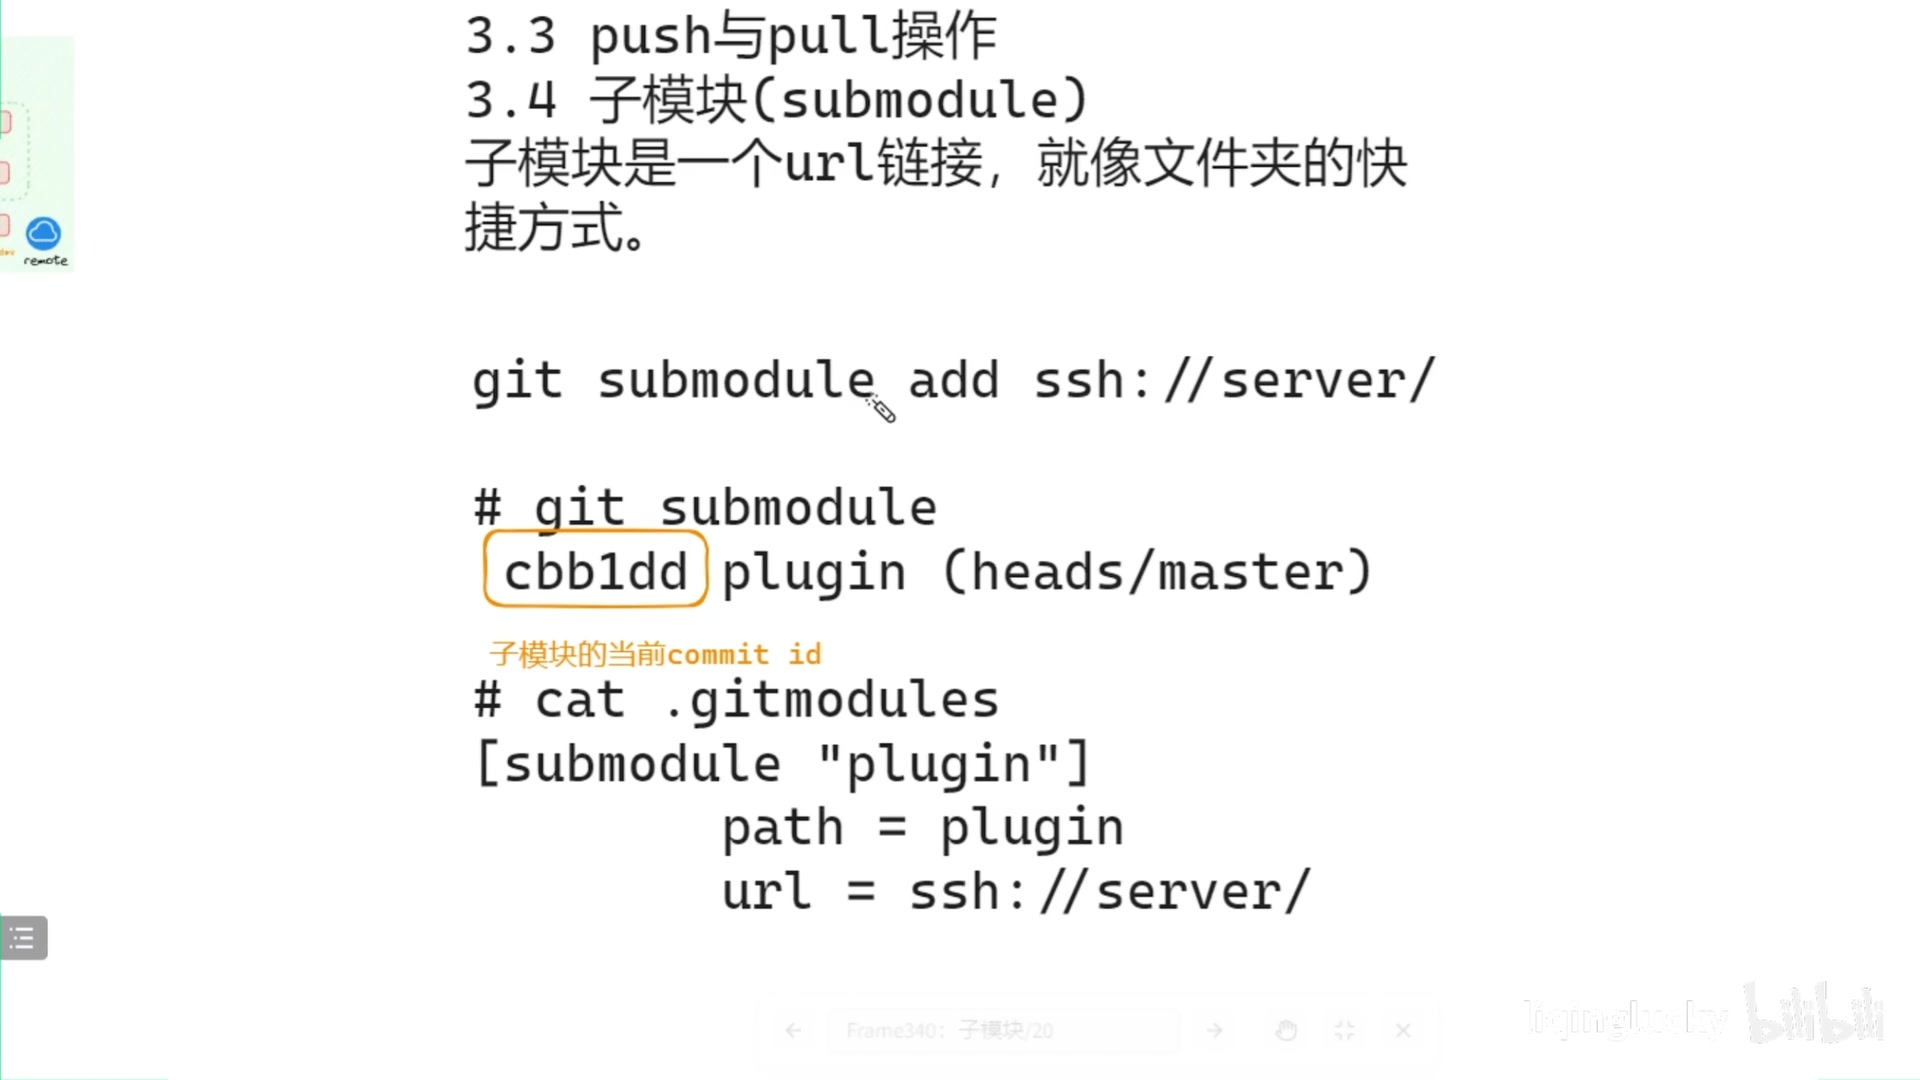 3.3 push与pull操作
3.4 子模块(submodule)
子模块是一个url链接，就像文件夹的快
捷方式。
dev
remote
git submodule add ssh://server/
# git submodule
cbb1dd plugin (heads/master)
子模块的当前commit id
# cat .gitmodules
[submodule "plugin"]
path = plugin
url = ssh://server/
Frame340: 子模块/20
liqinglucky bilibili